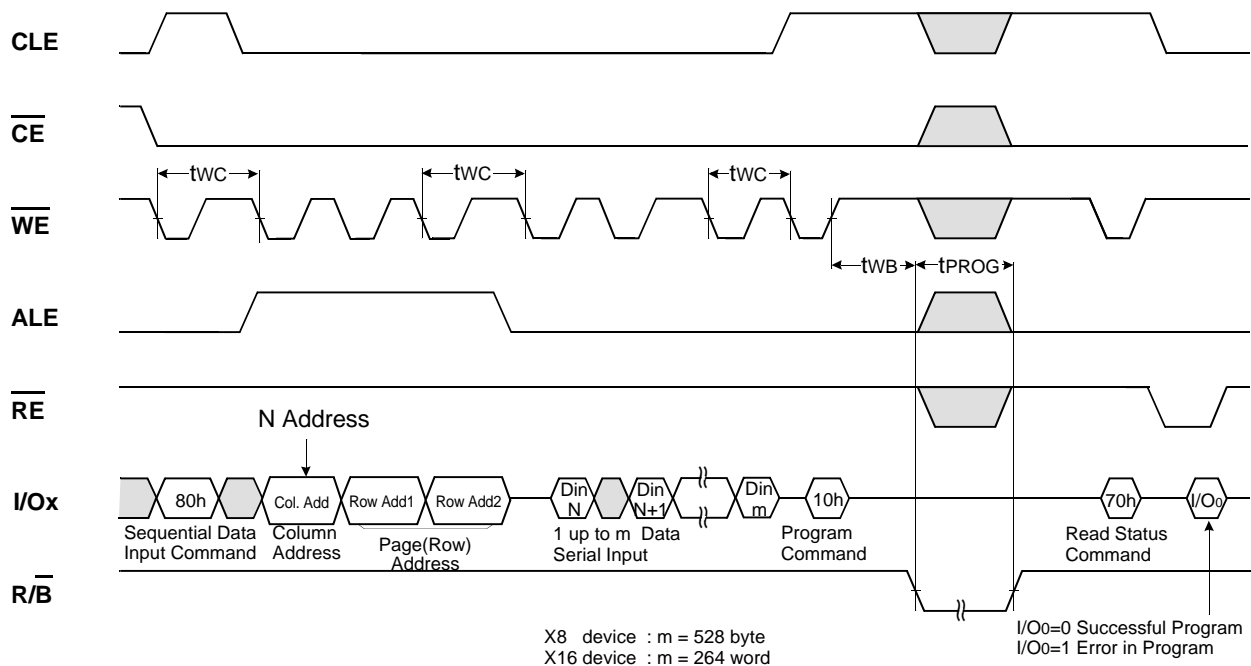 CLE
CE
tWC tWC tWC
WE
tWB tPROG
ALE
RE
N Address
I/Ox
80h Col. Add Row Add1 Row Add2 Din N Din N+1 Din m 10h 70h I/O0
Sequential Data Input Command
Column Address
Page(Row) Address
1 up to m Data Serial Input
Program Command
Read Status Command
R/B
X8 device : m = 528 byte
X16 device : m = 264 word
I/O0=0 Successful Program
I/O0=1 Error in Program